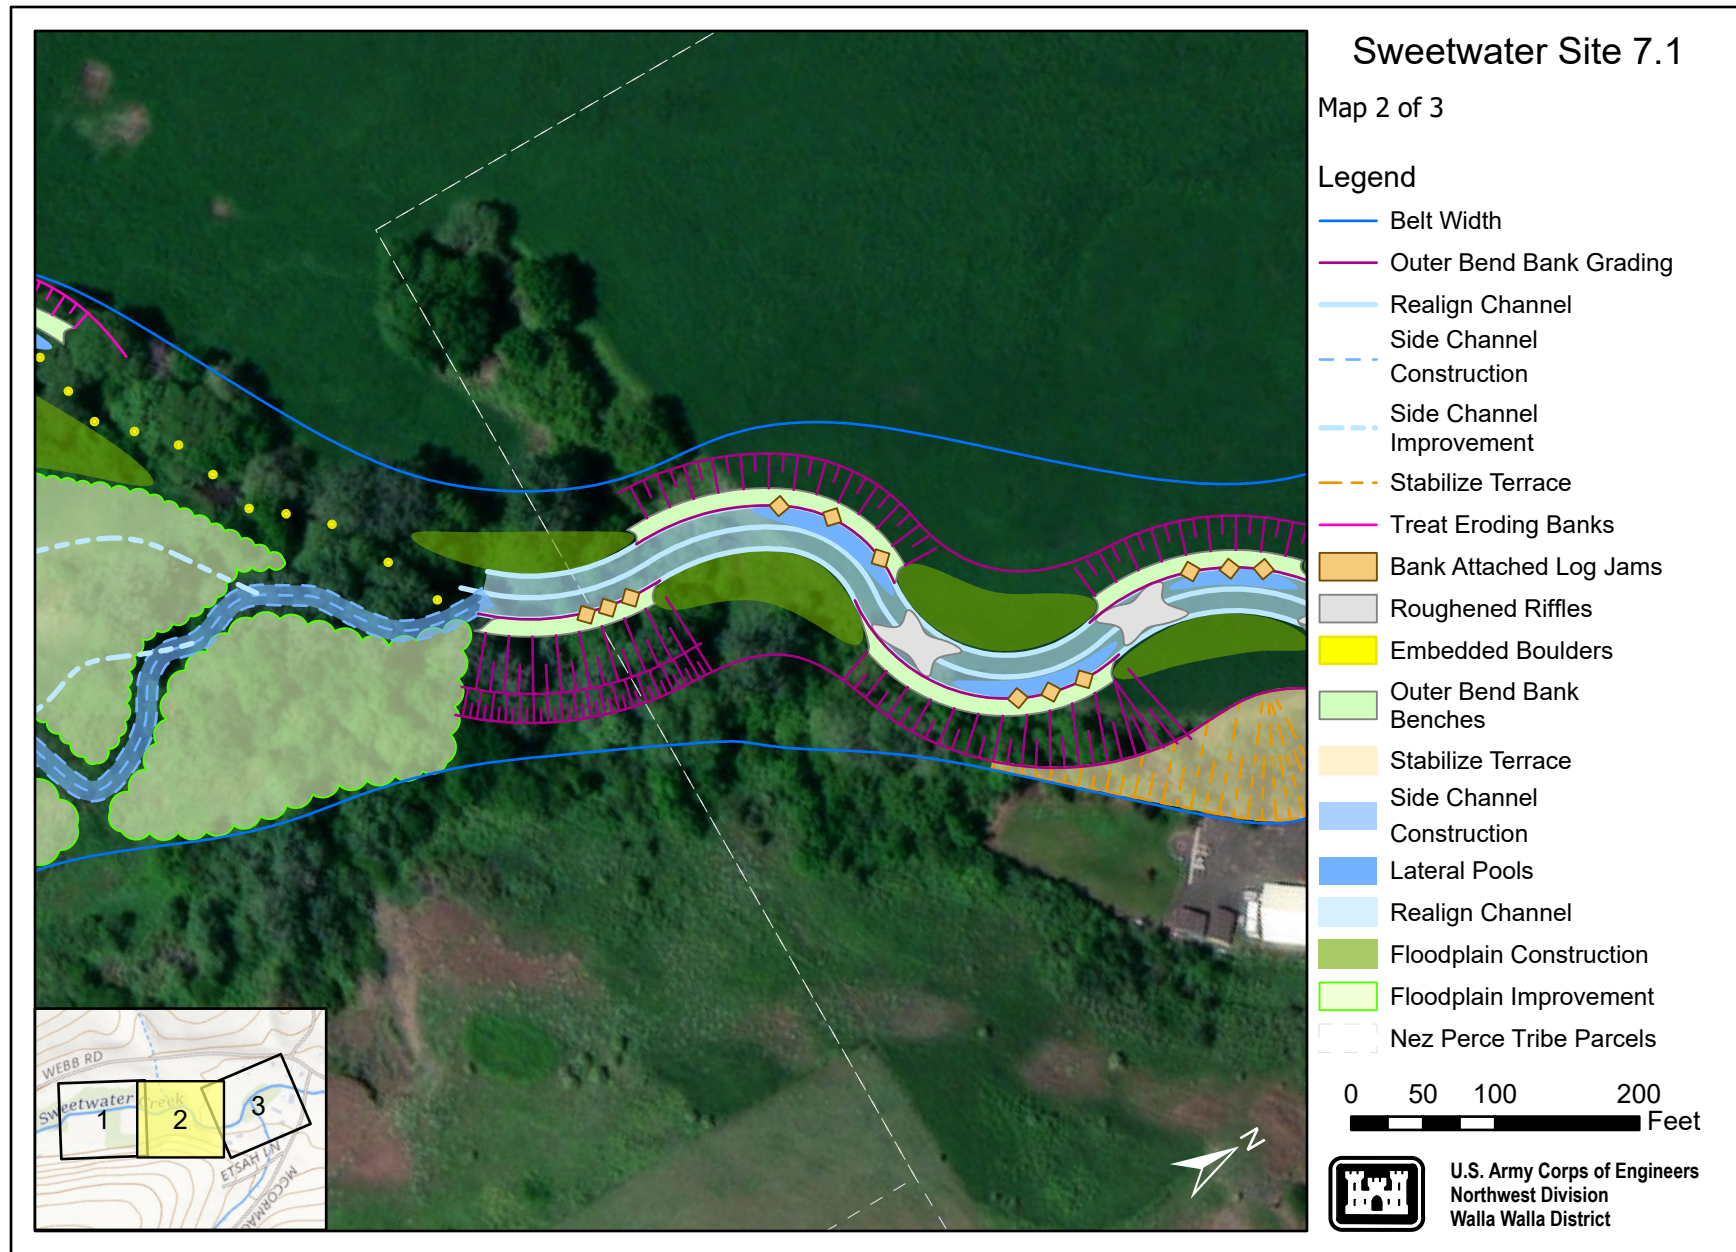 Sweetwater Site 7.1
Map 2 of 3
Legend
Belt Width
Outer Bend Bank Grading
Realign Channel
Side Channel
Construction
Side Channel
Improvement
Stabilize Terrace
Treat Eroding Banks
Bank Attached Log Jams
Roughened Riffles
Embedded Boulders
Outer Bend Bank
Benches
Stabilize Terrace
Side Channel
Construction
Lateral Pools
Realign Channel
Floodplain Construction
Floodplain Improvement
Nez Perce Tribe Parcels
0 50 100 200
Feet
U.S. Army Corps of Engineers
Northwest Division
Walla Walla District
N
WEBB RD
Sweetwater Creek
1
2
3
ETSAH LN
MCCORMA